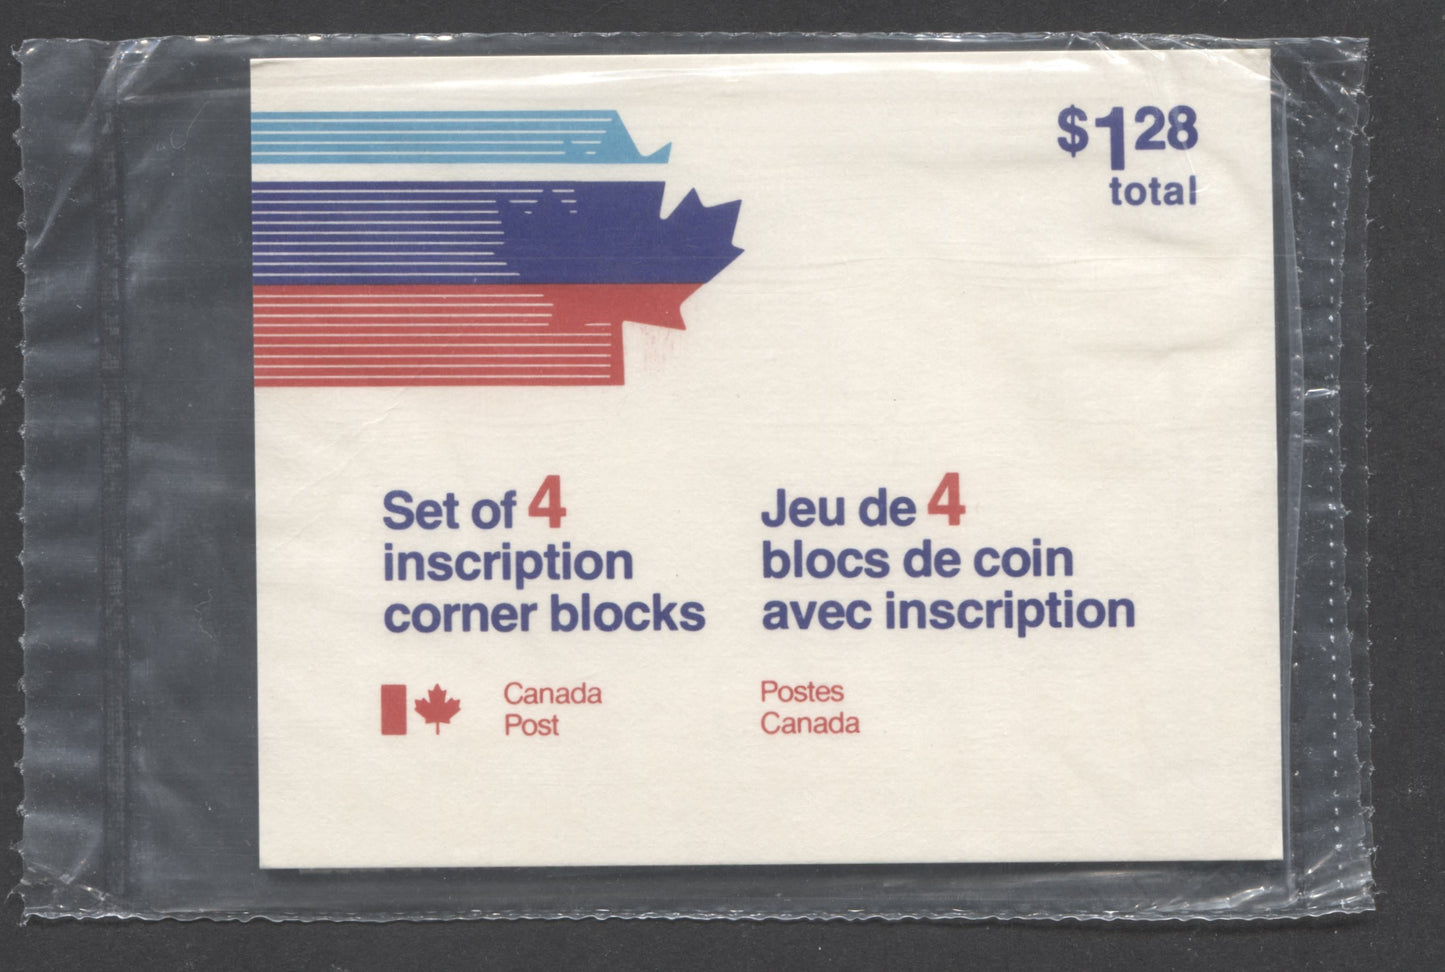 $1 28
total
Set of 4
inscription
corner blocks
Jeu de 4
blocs de coin
avec inscription
Canada
Post
Postes
Canada